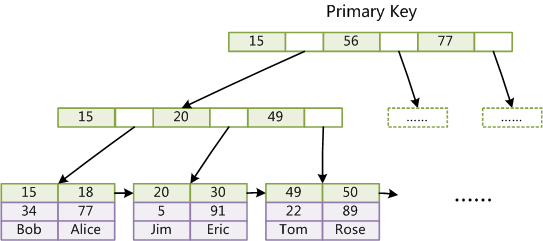 Primary Key
15 56 77
15 20 49
...... ......
15 18 20 30 49 50
34 77 5 91 22 89 ......
Bob Alice Jim Eric Tom Rose